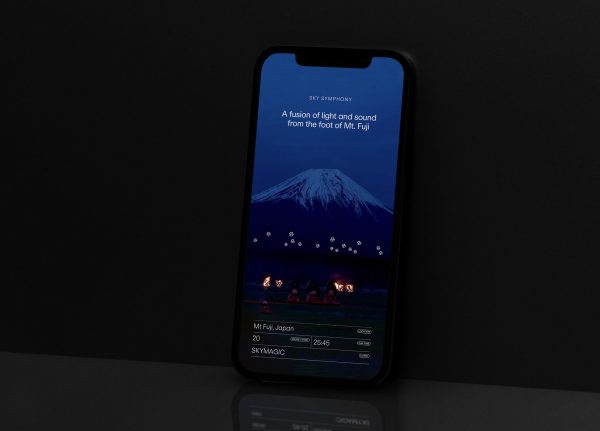 SKY SYMPHONY
A fusion of light and sound
from the foot of Mt. Fuji
Mt Fuji, Japan
20
25:45
SKYMAGIC